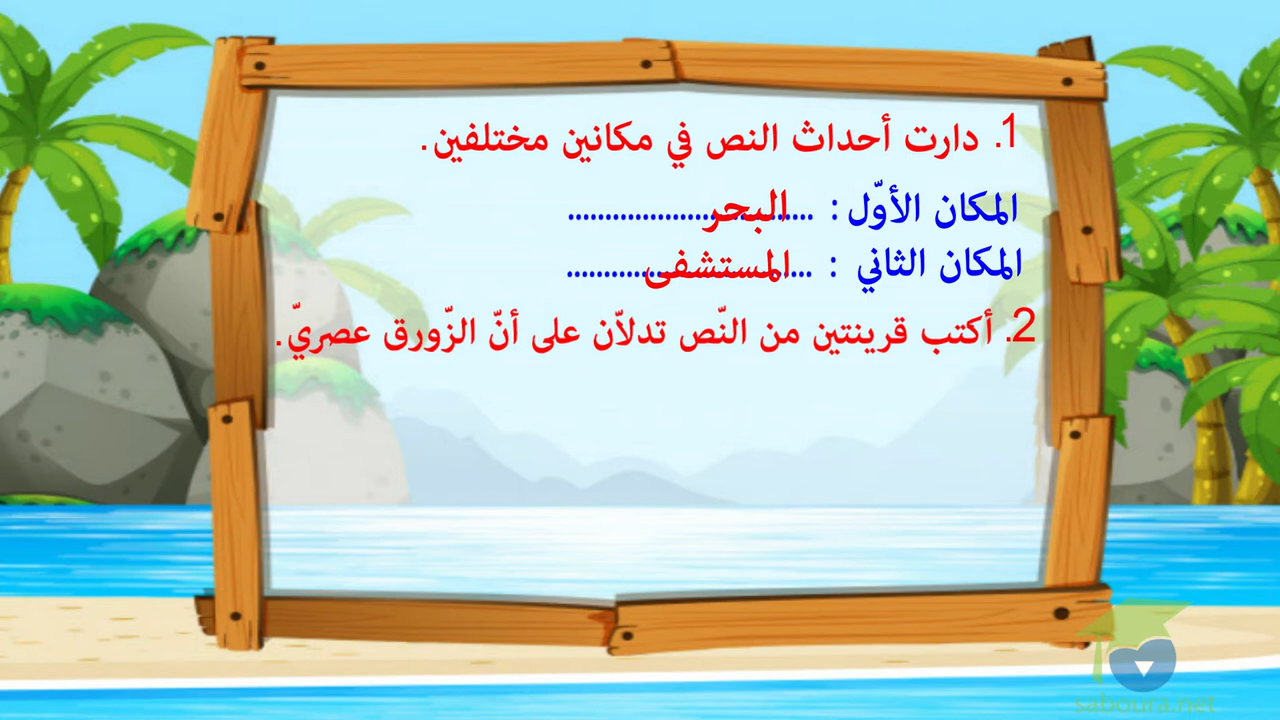 1. دارت أحداث النص في مكانين مختلفين.
المكان الأوّل : ................................ البحر
المكان الثاني : ................................ المستشفى
2. أكتب قرينتين من النّص تدلاّن على أنّ الزّورق عصريّ.
saboura.net